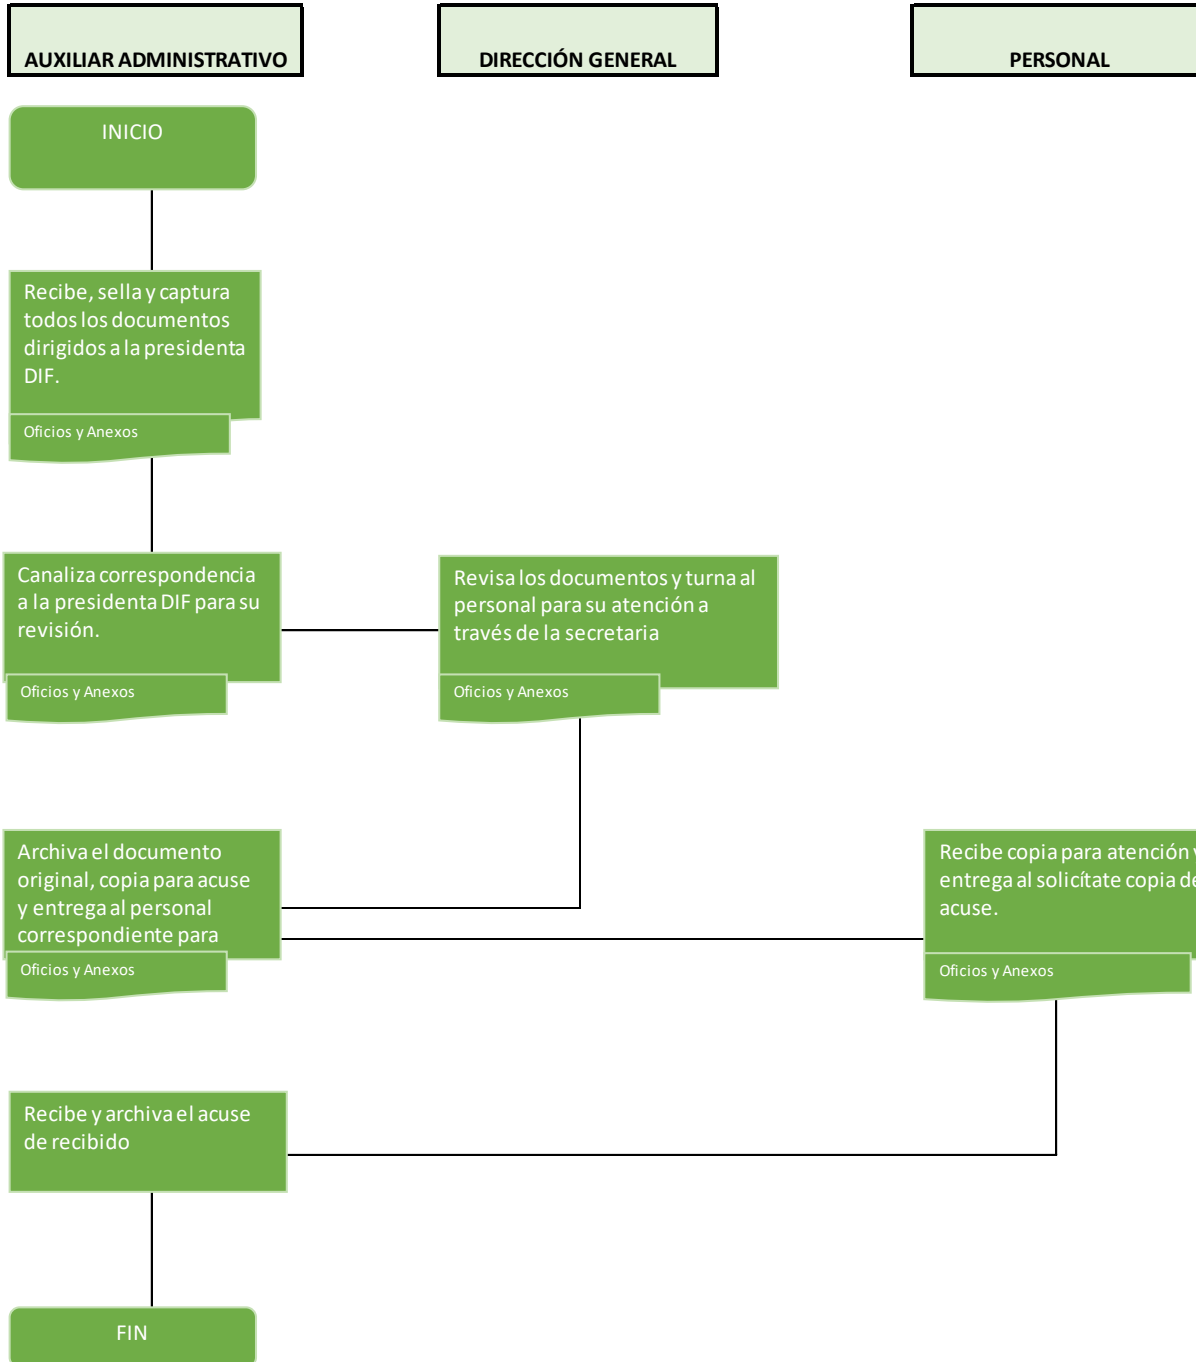 AUXILIAR ADMINISTRATIVO
DIRECCIÓN GENERAL
PERSONAL
INICIO
Recibe, sella y captura
todos los documentos
dirigidos a la presidenta
DIF.
Oficios y Anexos
Canaliza correspondencia
a la presidenta DIF para su
revisión.
Oficios y Anexos
Revisa los documentos y turna al
personal para su atención a
través de la secretaria
Oficios y Anexos
Archiva el documento
original, copia para acuse
y entrega al personal
correspondiente para
Oficios y Anexos
Recibe copia para atención y
entrega al solicítate copia de
acuse.
Oficios y Anexos
Recibe y archiva el acuse
de recibido
FIN